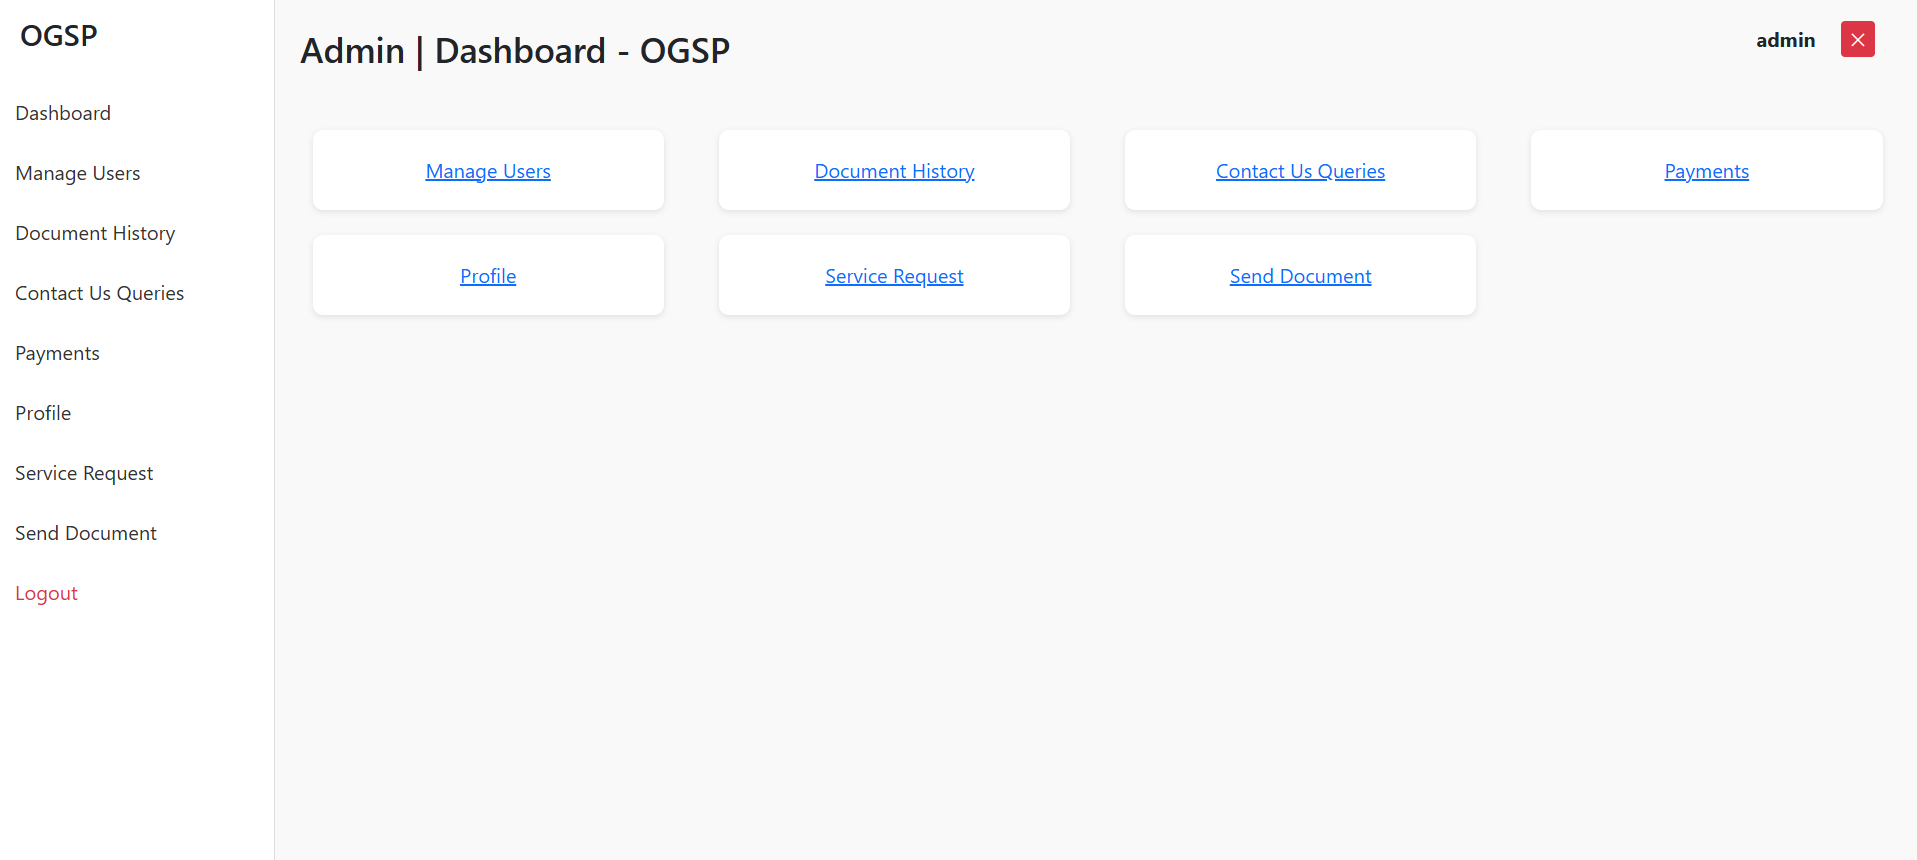 OGSP
Dashboard
Manage Users
Document History
Contact Us Queries
Payments
Profile
Service Request
Send Document
Logout
Admin | Dashboard - OGSP
admin
Manage Users
Document History
Contact Us Queries
Payments
Profile
Service Request
Send Document